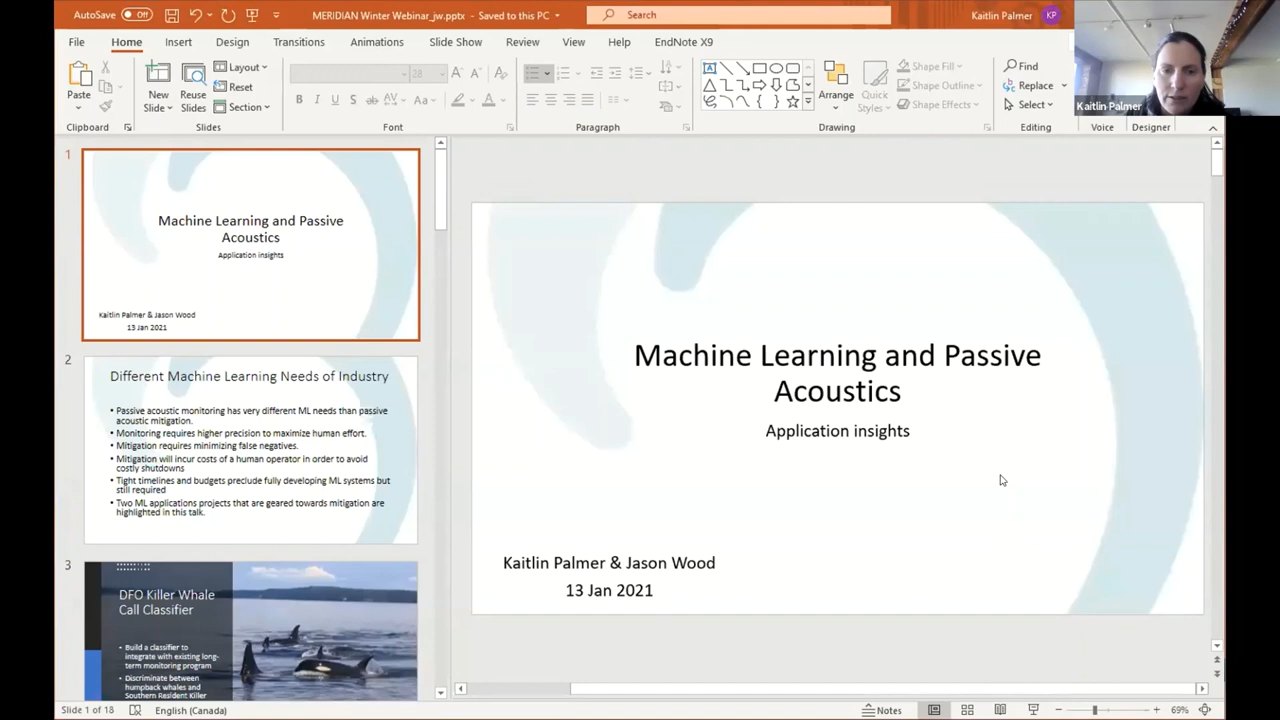 AutoSave Off MERIDIAN Winter Webinar_jw.pptx - Saved to this PC Search Kaitlin Palmer KP
File Home Insert Design Transitions Animations Slide Show Review View Help EndNote X9
Paste
New Slide
Reuse Slides
Layout
Reset
Section
28
Arrange
Quick Styles
Shape Fill
Shape Outline
Shape Effects
Find
Replace
Select
Kaitlin Palmer
Clipboard Slides Font Paragraph Drawing Editing Voice Designer
1
Machine Learning and Passive
Acoustics
Application insights
Kaitlin Palmer & Jason Wood
13 Jan 2021
2
Different Machine Learning Needs of Industry
• Passive acoustic monitoring has very different ML needs than passive
acoustic mitigation.
• Monitoring requires higher precision to maximize human effort.
• Mitigation requires minimizing false negatives.
• Mitigation will incur costs of a human operator in order to avoid
costly shutdowns
• Tight timelines and budgets preclude fully developing ML systems but
still required
• Two ML applications projects that are geared towards mitigation are
highlighted in this talk.
3
DFO Killer Whale
Call Classifier
• Build a classifier to
integrate with existing long-
term monitoring program
• Discriminate between
humpback whales and
Southern Resident Killer
Machine Learning and Passive
Acoustics
Application insights
Kaitlin Palmer & Jason Wood
13 Jan 2021
Slide 1 of 18 English (Canada) Notes 69%